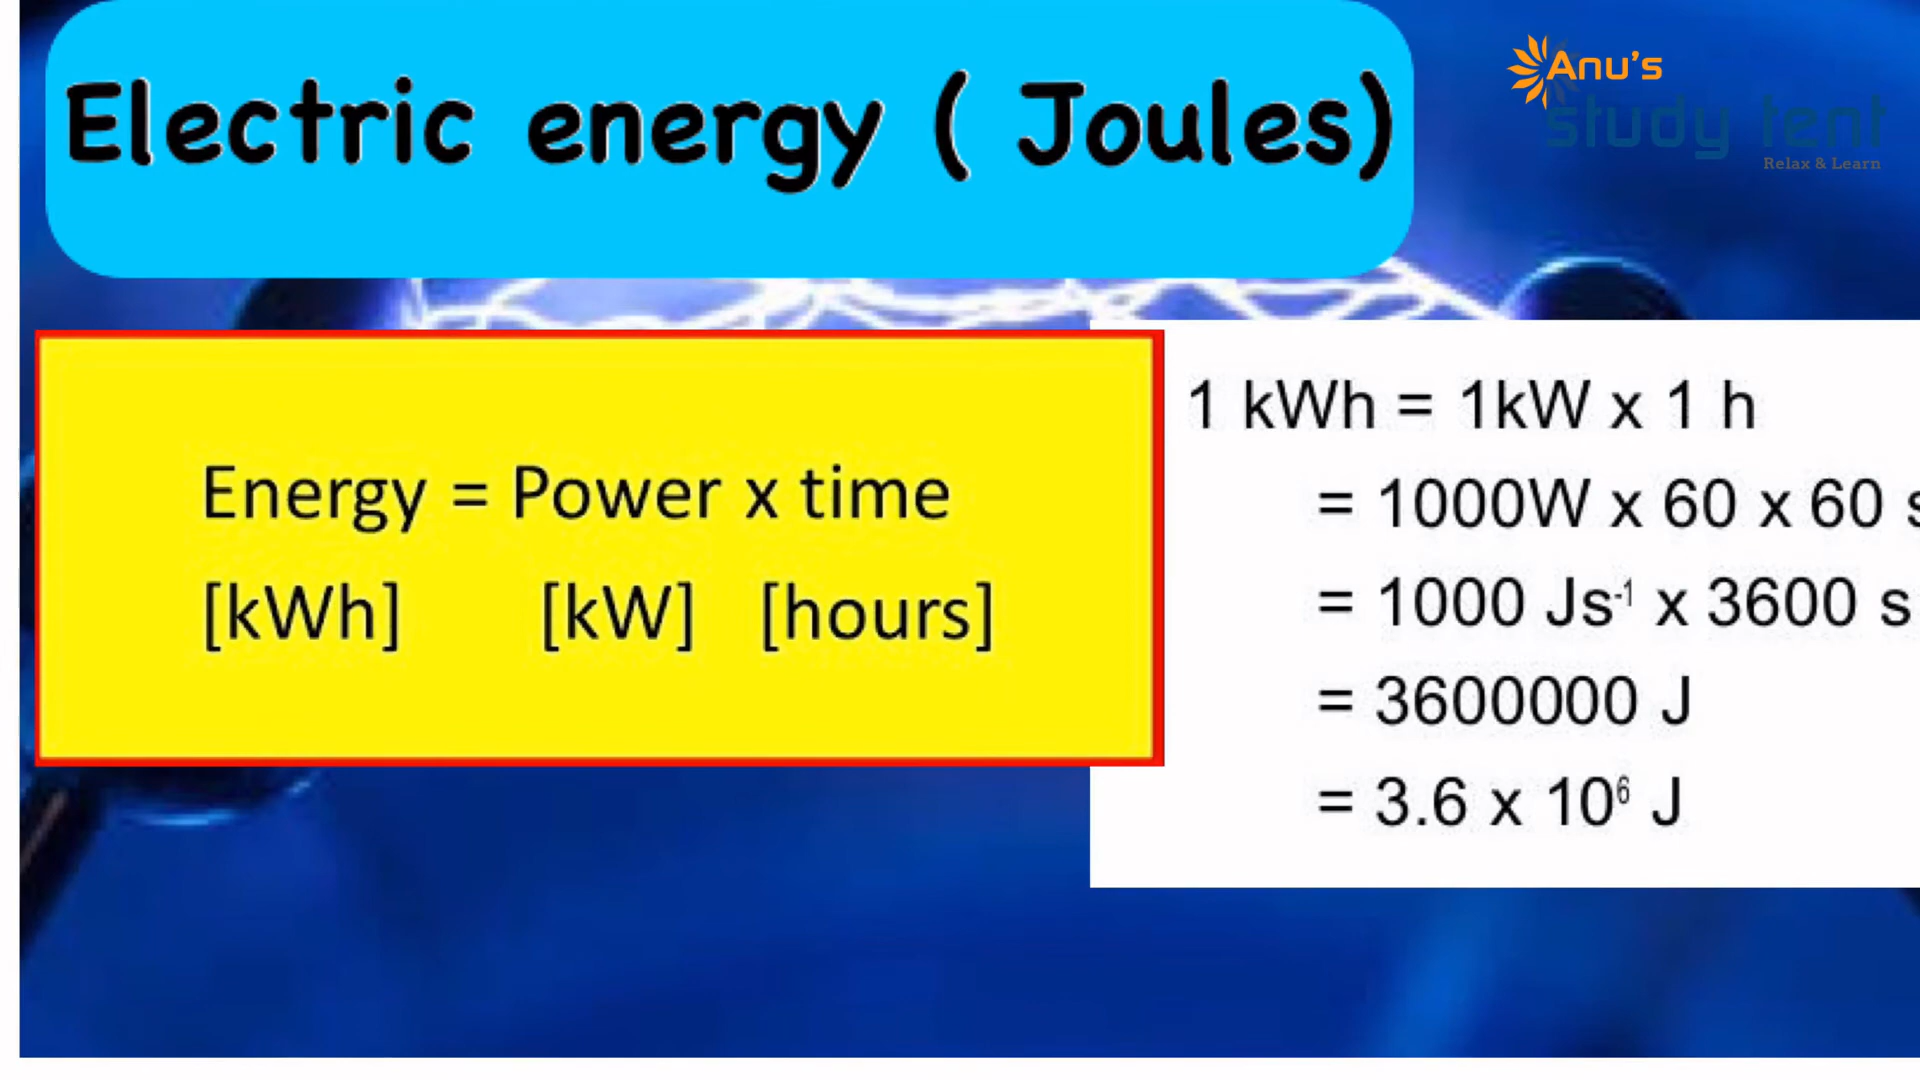 Electric energy ( Joules)
Anu's
study tent
Relax & Learn
Energy = Power x time
[kWh] [kW] [hours]
1 kWh = 1kW x 1 h
= 1000W x 60 x 60 s
= 1000 Js⁻¹ x 3600 s
= 3600000 J
= 3.6 x 10⁶ J